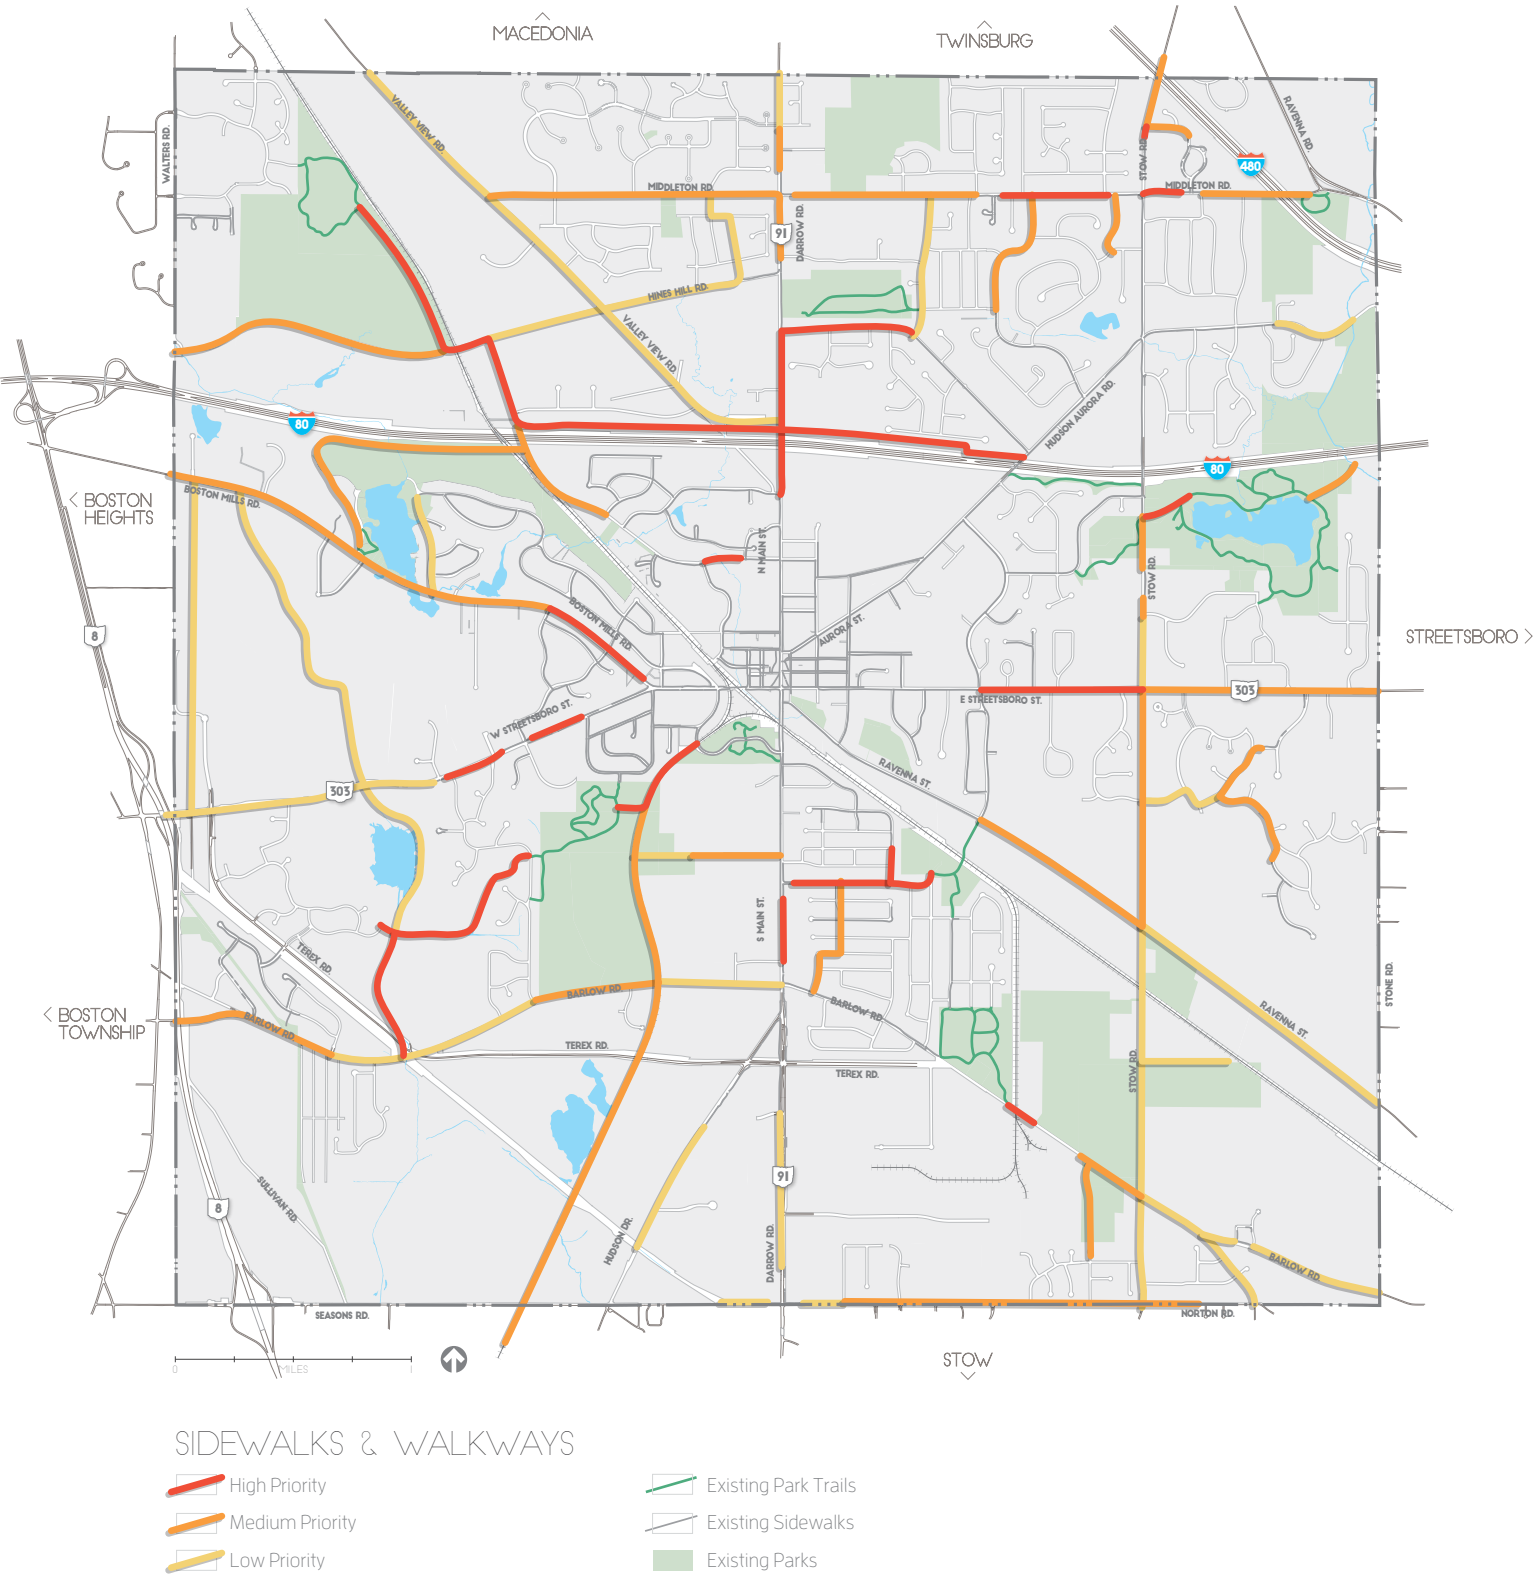 MACEDONIA
TWINSBURG
WALTERS RD.
VALLEY VIEW RD.
STOW RD.
RAVENNA RD.
480
MIDDLETON RD.
MIDDLETON RD.
91
DARROW RD.
HINES HILL RD.
VALLEY VIEW RD.
HUDSON AURORA RD.
80
80
BOSTON
HEIGHTS
BOSTON MILLS RD.
N MAIN ST.
STOW RD.
8
BOSTON MILLS RD.
AURORA ST.
STREETSBORO
E STREETSBORO ST.
303
W STREETSBORO ST.
RAVENNA ST.
303
S MAIN ST.
TEREX RD.
BARLOW RD.
BARLOW RD.
STONE RD.
BOSTON
TOWNSHIP
BARLOW RD.
RAVENNA ST.
TEREX RD.
TEREX RD.
STOW RD.
91
SULLIVAN RD.
8
HUDSON DR.
DARROW RD.
BARLOW RD.
SEASONS RD.
NORTON RD.
0 MILES 1
STOW
SIDEWALKS & WALKWAYS
High Priority
Medium Priority
Low Priority
Existing Park Trails
Existing Sidewalks
Existing Parks